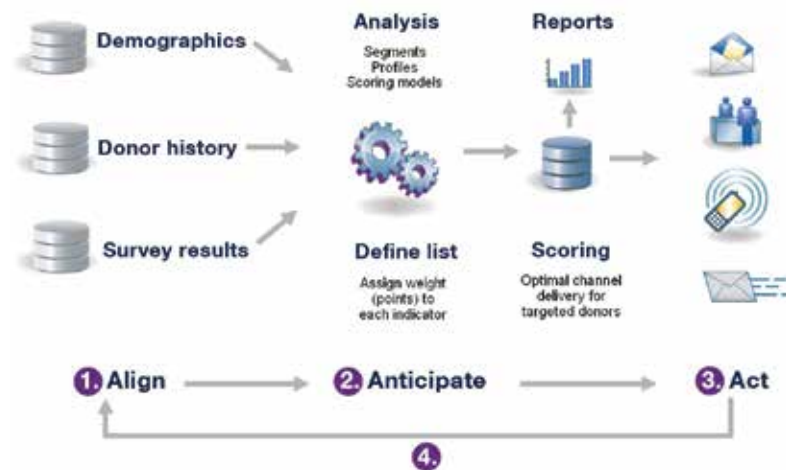 Demographics
Donor history
Survey results
Analysis
Segments
Profiles
Scoring models
Define list
Assign weight
(points) to
each indicator
Reports
Scoring
Optimal channel
delivery for
targeted donors
1. Align
2. Anticipate
3. Act
4.